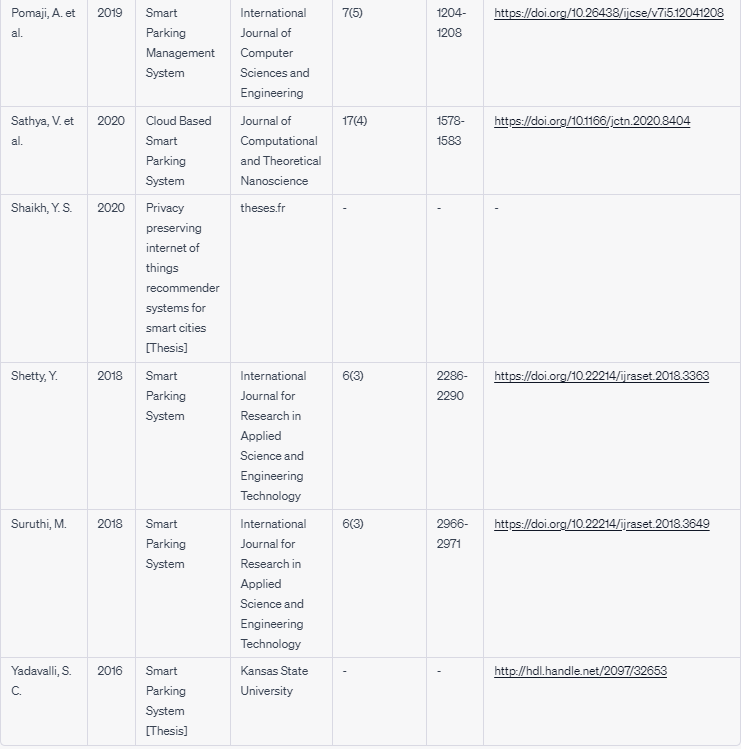 Pomaji, A. et al. 2019 Smart Parking Management System International Journal of Computer Sciences and Engineering 7(5) 1204-1208 https://doi.org/10.26438/ijcse/v7i5.12041208
Sathya, V. et al. 2020 Cloud Based Smart Parking System Journal of Computational and Theoretical Nanoscience 17(4) 1578-1583 https://doi.org/10.1166/jctn.2020.8404
Shaikh, Y. S. 2020 Privacy preserving internet of things recommender systems for smart cities [Thesis] theses.fr - - -
Shetty, Y. 2018 Smart Parking System International Journal for Research in Applied Science and Engineering Technology 6(3) 2286-2290 https://doi.org/10.22214/ijraset.2018.3363
Suruthi, M. 2018 Smart Parking System International Journal for Research in Applied Science and Engineering Technology 6(3) 2966-2971 https://doi.org/10.22214/ijraset.2018.3649
Yadavalli, S. C. 2016 Smart Parking System [Thesis] Kansas State University - - http://hdl.handle.net/2097/32653